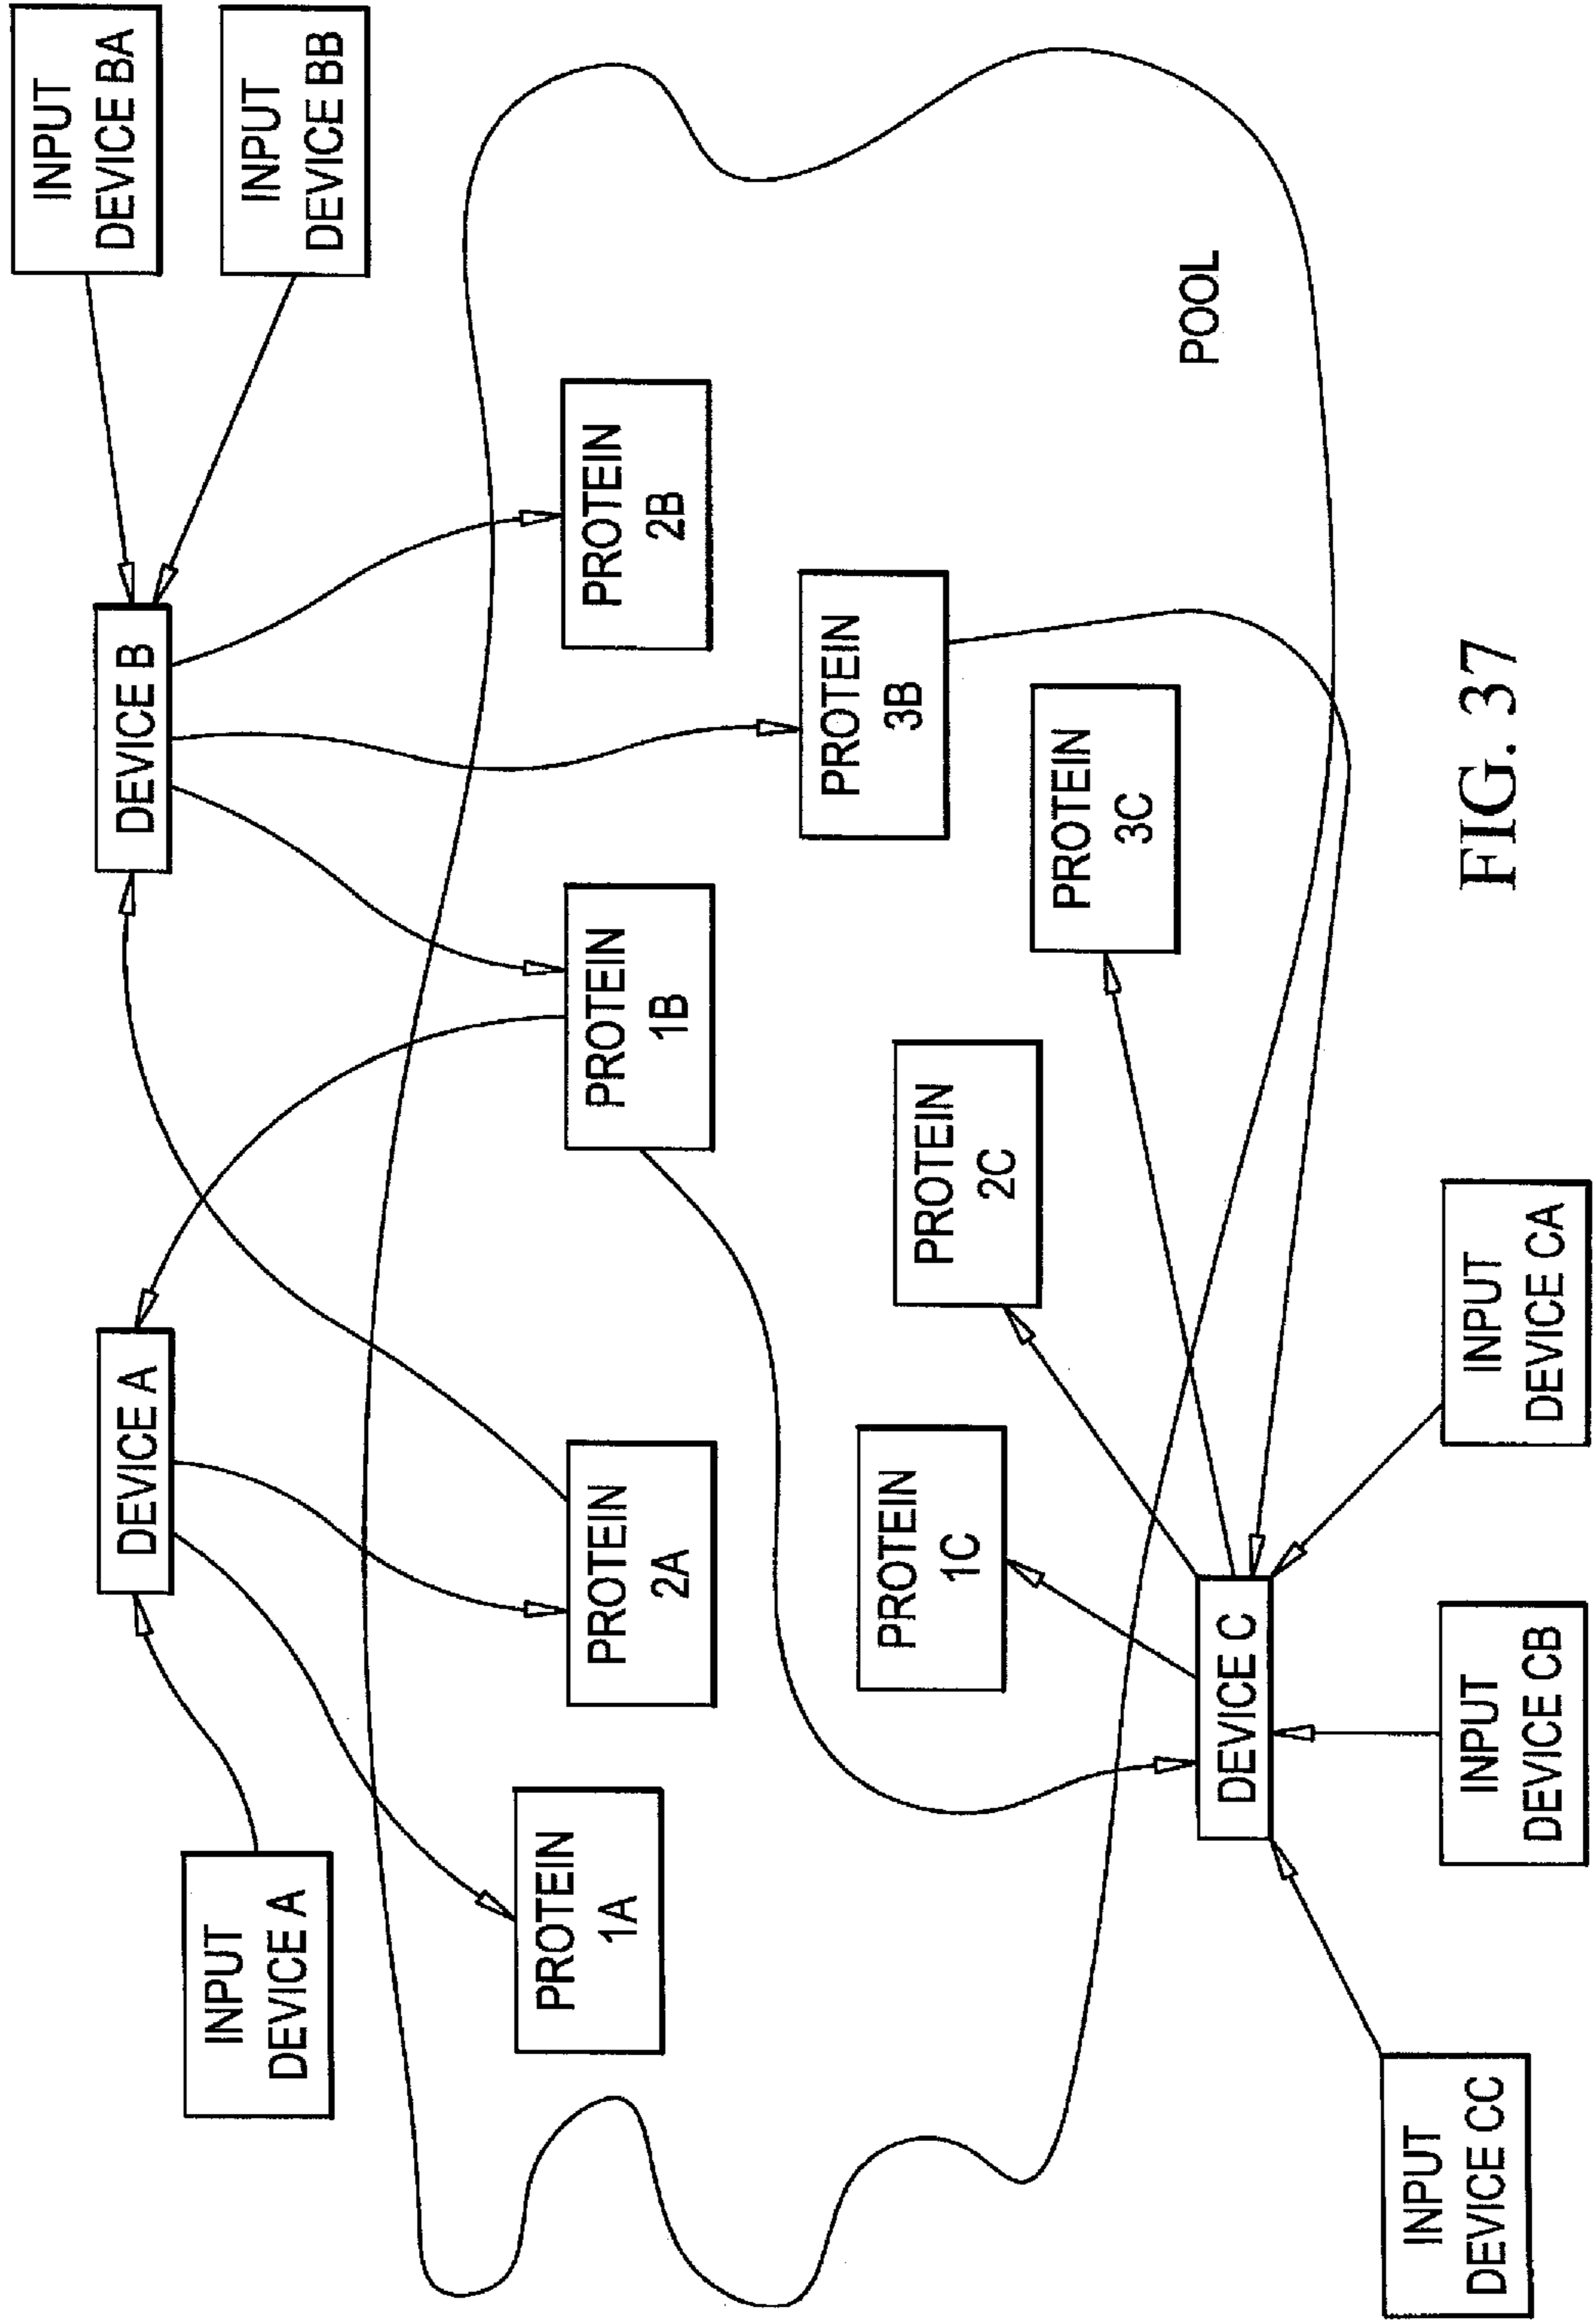 INPUT
DEVICE A
DEVICE A
DEVICE B
INPUT
DEVICE BA
INPUT
DEVICE BB
PROTEIN
1A
PROTEIN
2A
PROTEIN
1B
PROTEIN
2B
PROTEIN
3B
PROTEIN
1C
PROTEIN
2C
PROTEIN
3C
POOL
DEVICE C
INPUT
DEVICE CC
INPUT
DEVICE CB
INPUT
DEVICE CA
FIG. 37